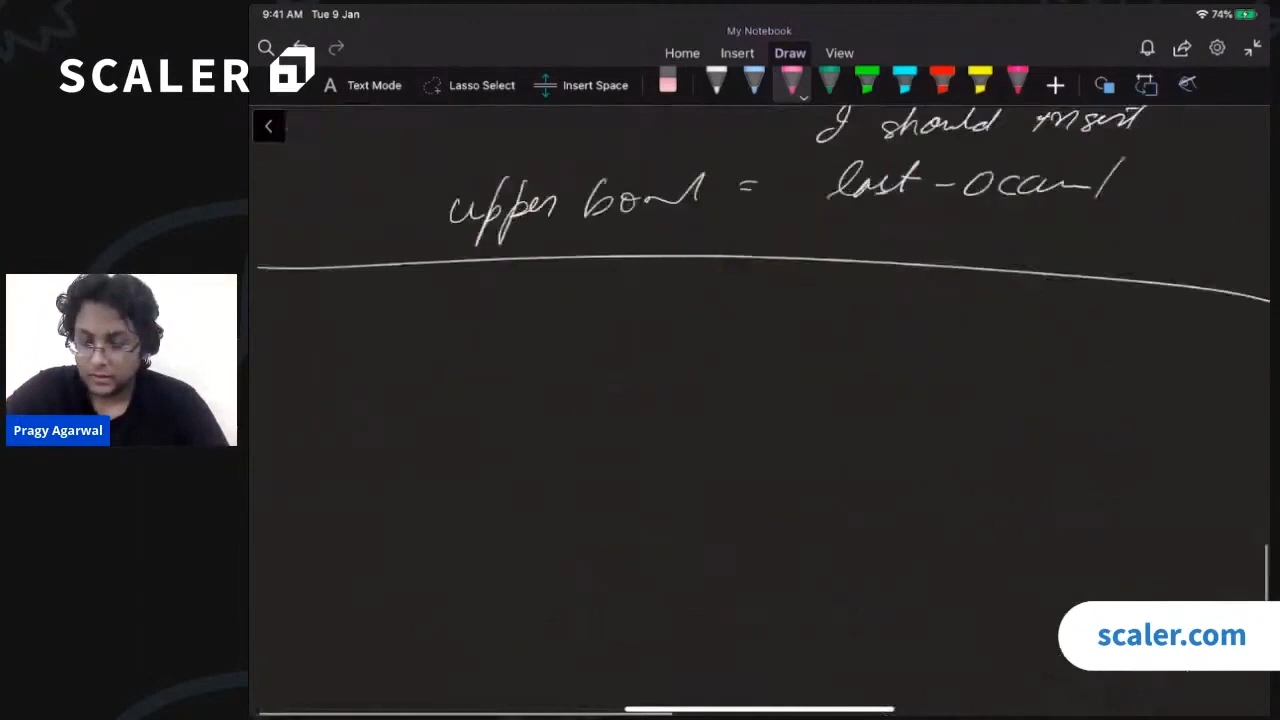 9:41 AM Tue 9 Jan
74%
SCALER
My Notebook
Home Insert Draw View
Text Mode Lasso Select Insert Space
I should insert
upper bound = last-occur
Pragy Agarwal
scaler.com